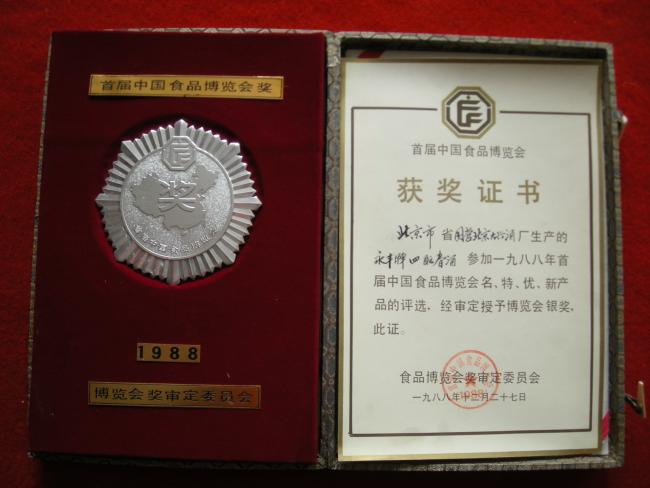 首届中国食品博览会奖
奖
1988
博览会奖审定委员会
首届中国食品博览会
获奖证书
北京市 省国营北京大兴酒厂生产的
永丰牌四酘春酒 参加一九八八年首
届中国食品博览会名、特、优、新产
品的评选，经审定授予博览会银奖，
此证。
食品博览会奖审定委员会
一九八八年十二月二十七日